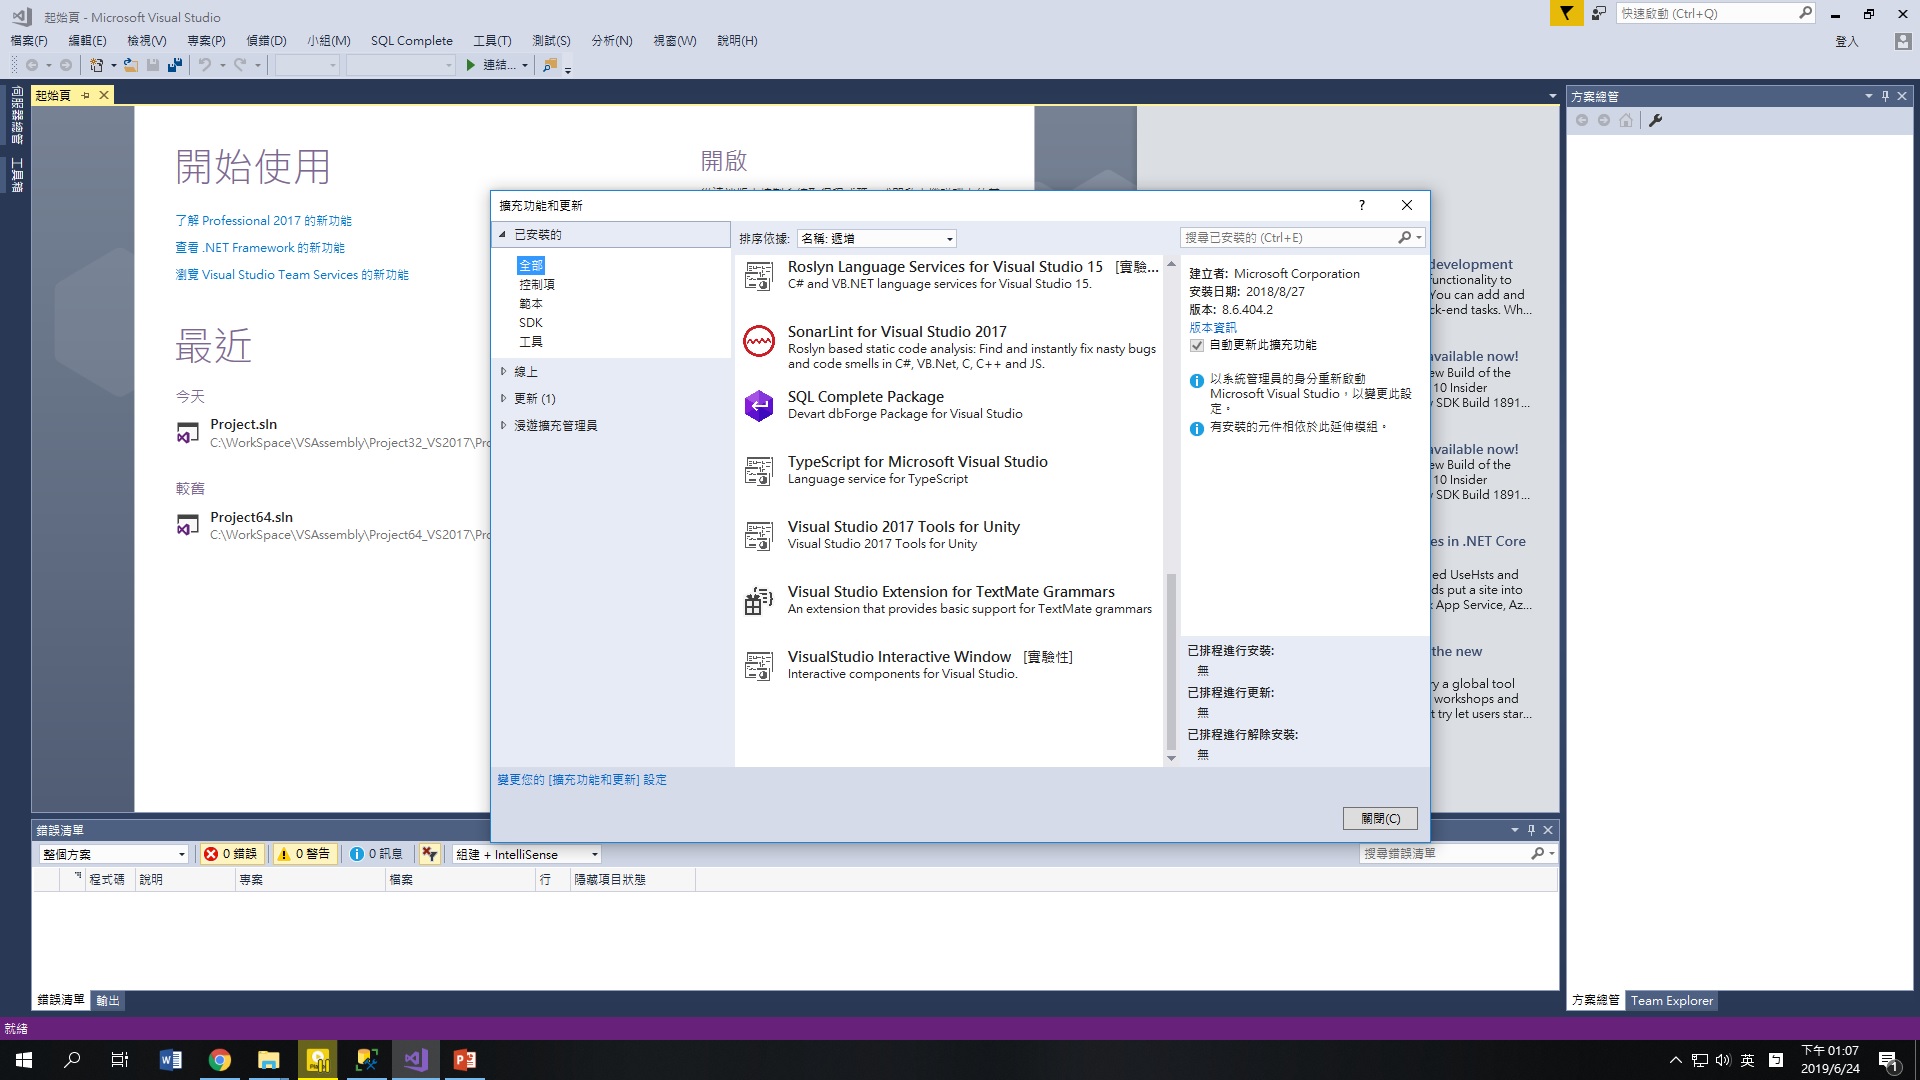 起始頁 - Microsoft Visual Studio
快速啟動 (Ctrl+Q)
檔案(F)
編輯(E)
檢視(V)
專案(P)
偵錯(D)
小組(M)
SQL Complete
工具(T)
測試(S)
分析(N)
視窗(W)
說明(H)
登入
連結...
伺服器總管
工具箱
起始頁
開始使用
了解 Professional 2017 的新功能
查看 .NET Framework 的新功能
瀏覽 Visual Studio Team Services 的新功能
最近
今天
Project.sln
C:\WorkSpace\VSAssembly\Project32_VS2017\Pro
較舊
Project64.sln
C:\WorkSpace\VSAssembly\Project64_VS2017\Pro
開啟
擴充功能和更新
?
已安裝的
全部
控制項
範本
SDK
工具
線上
更新 (1)
漫遊擴充管理員
變更您的 [擴充功能和更新] 設定
排序依據:
名稱: 遞增
Roslyn Language Services for Visual Studio 15 [實驗...
C# and VB.NET language services for Visual Studio 15.
SonarLint for Visual Studio 2017
Roslyn based static code analysis: Find and instantly fix nasty bugs
and code smells in C#, VB.Net, C, C++ and JS.
SQL Complete Package
Devart dbForge Package for Visual Studio
TypeScript for Microsoft Visual Studio
Language service for TypeScript
Visual Studio 2017 Tools for Unity
Visual Studio 2017 Tools for Unity
Visual Studio Extension for TextMate Grammars
An extension that provides basic support for TextMate grammars
VisualStudio Interactive Window [實驗性]
Interactive components for Visual Studio.
搜尋已安裝的 (Ctrl+E)
建立者: Microsoft Corporation
安裝日期: 2018/8/27
版本: 8.6.404.2
版本資訊
自動更新此擴充功能
以系統管理員的身分重新啟動
Microsoft Visual Studio，以變更此設
定。
有安裝的元件相依於此延伸模組。
已排程進行安裝:
無
已排程進行更新:
無
已排程進行解除安裝:
無
關閉(C)
development
unctionality to
You can add and
k-end tasks. Wh...
available now!
ew Build of the
10 Insider
SDK Build 1891...
available now!
ew Build of the
10 Insider
SDK Build 1891...
es in .NET Core
ed UseHsts and
ds put a site into
App Service, Az...
the new
ry a global tool
workshops and
t try let users star...
方案總管
方案總管
Team Explorer
錯誤清單
整個方案
0 錯誤
0 警告
0 訊息
組建 + IntelliSense
搜尋錯誤清單
程式碼
說明
專案
檔案
行
隱藏項目狀態
錯誤清單
輸出
就緒
英
下午 01:07
2019/6/24
1